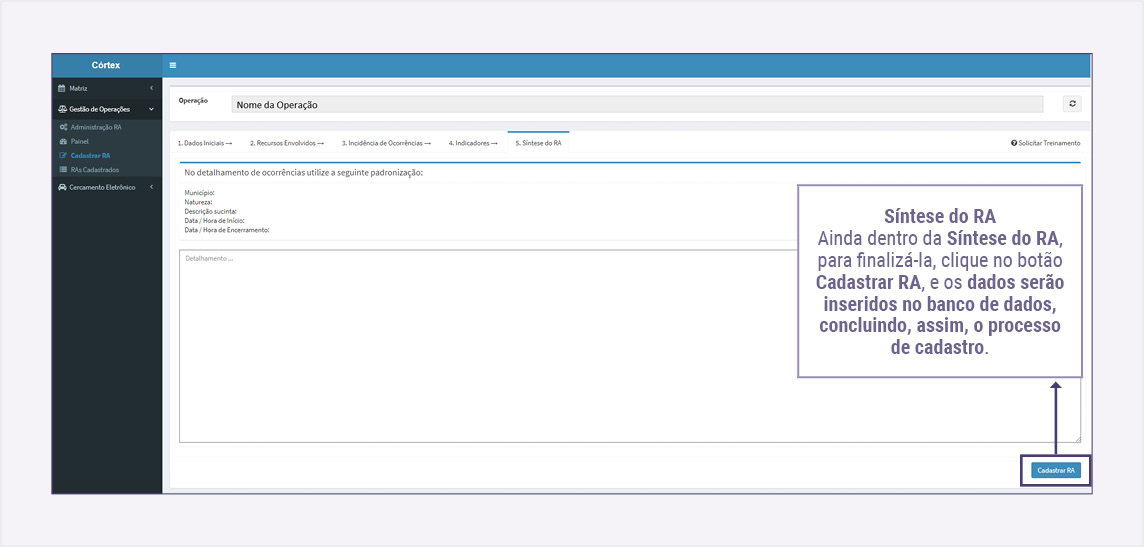 Córtex
Matriz
Gestão de Operações
Administração RA
Painel
Cadastrar RA
RAs Cadastrados
Cercamento Eletrônico
Operação
Nome da Operação
1. Dados Iniciais → 2. Recursos Envolvidos → 3. Incidência de Ocorrências → 4. Indicadores → 5. Síntese do RA
Solicitar Treinamento
No detalhamento de ocorrências utilize a seguinte padronização:
Município:
Natureza:
Descrição sucinta:
Data / Hora de Início:
Data / Hora de Encerramento:
Detalhamento ...
Síntese do RA
Ainda dentro da Síntese do RA,
para finalizá-la, clique no botão
Cadastrar RA, e os dados serão
inseridos no banco de dados,
concluindo, assim, o processo
de cadastro.
Cadastrar RA